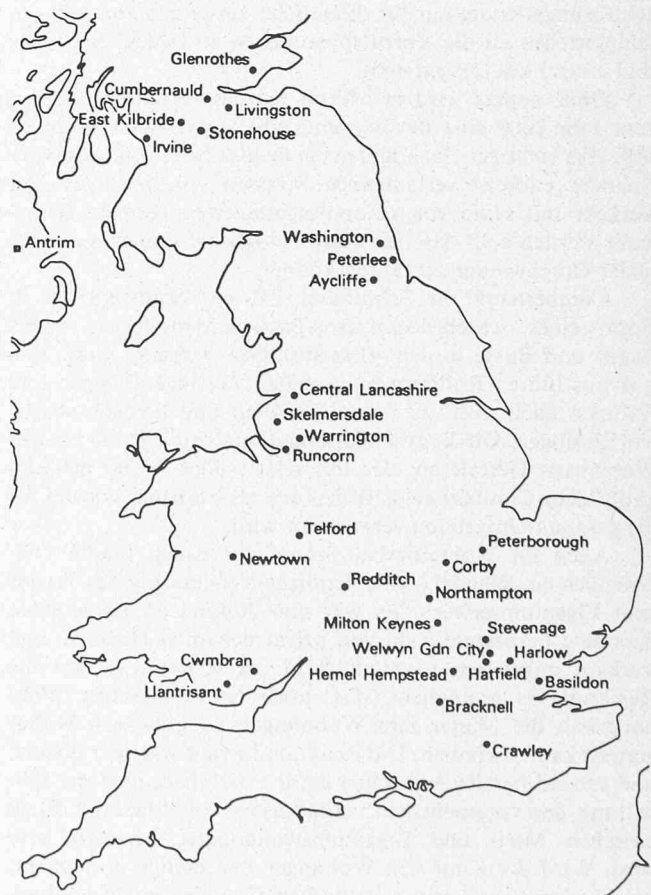 Glenrothes
Cumbernauld
Livingston
East Kilbride
Stonehouse
Irvine
Antrim
Washington
Peterlee
Aycliffe
Central Lancashire
Skelmersdale
Warrington
Runcorn
Telford
Peterborough
Newtown
Corby
Redditch
Northampton
Milton Keynes
Stevenage
Welwyn Gdn City
Harlow
Cwmbran
Hemel Hempstead
Hatfield
Basildon
Llantrisant
Bracknell
Crawley